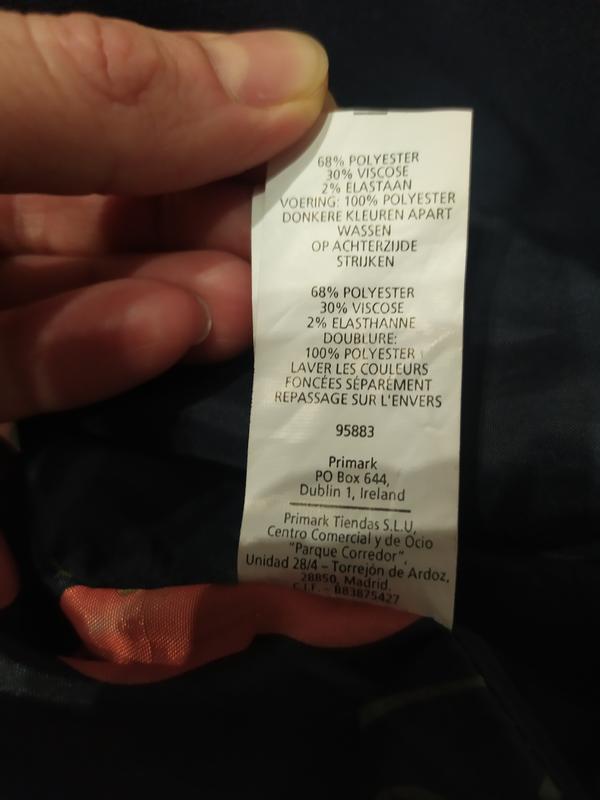 68% POLYESTER
30% VISCOSE
2% ELASTAAN
VOERING: 100% POLYESTER
DONKERE KLEUREN APART
WASSEN
OP ACHTERZIJDE
STRIJKEN
68% POLYESTER
30% VISCOSE
2% ELASTHANNE
DOUBLURE:
100% POLYESTER
LAVER LES COULEURS
FONCÉES SÉPARÉMENT
REPASSAGE SUR L'ENVERS
95883
Primark
PO Box 644,
Dublin 1, Ireland
Primark Tiendas S.L.U,
Centro Comercial y de Ocio
"Parque Corredor",
Unidad 28/4 – Torrejón de Ardoz,
28850, Madrid.
C.I.F. – B83875427